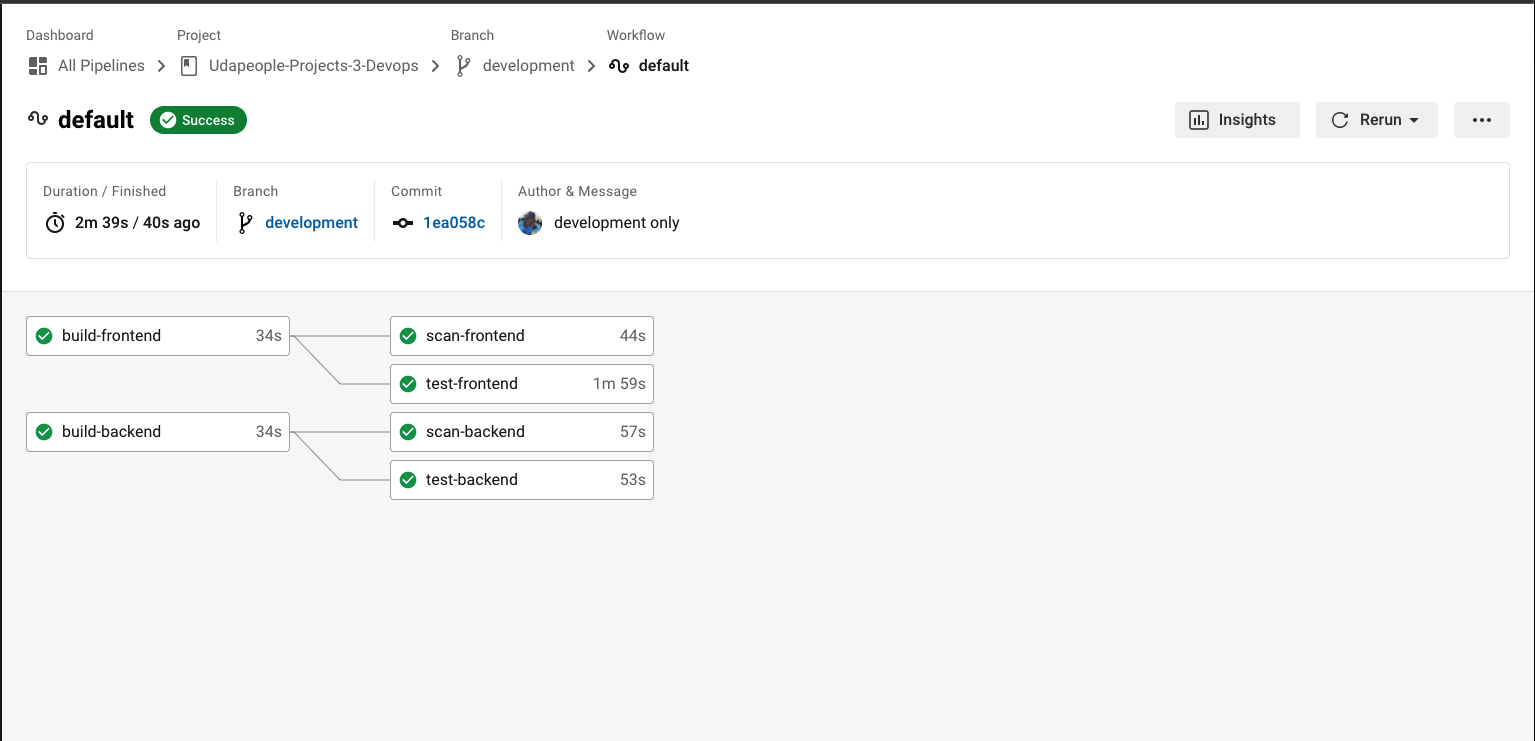 Dashboard Project Branch Workflow
All Pipelines Udapeople-Projects-3-Devops development default
default Success Insights Rerun
Duration / Finished Branch Commit Author & Message
2m 39s / 40s ago development 1ea058c development only
build-frontend 34s scan-frontend 44s
test-frontend 1m 59s
build-backend 34s scan-backend 57s
test-backend 53s